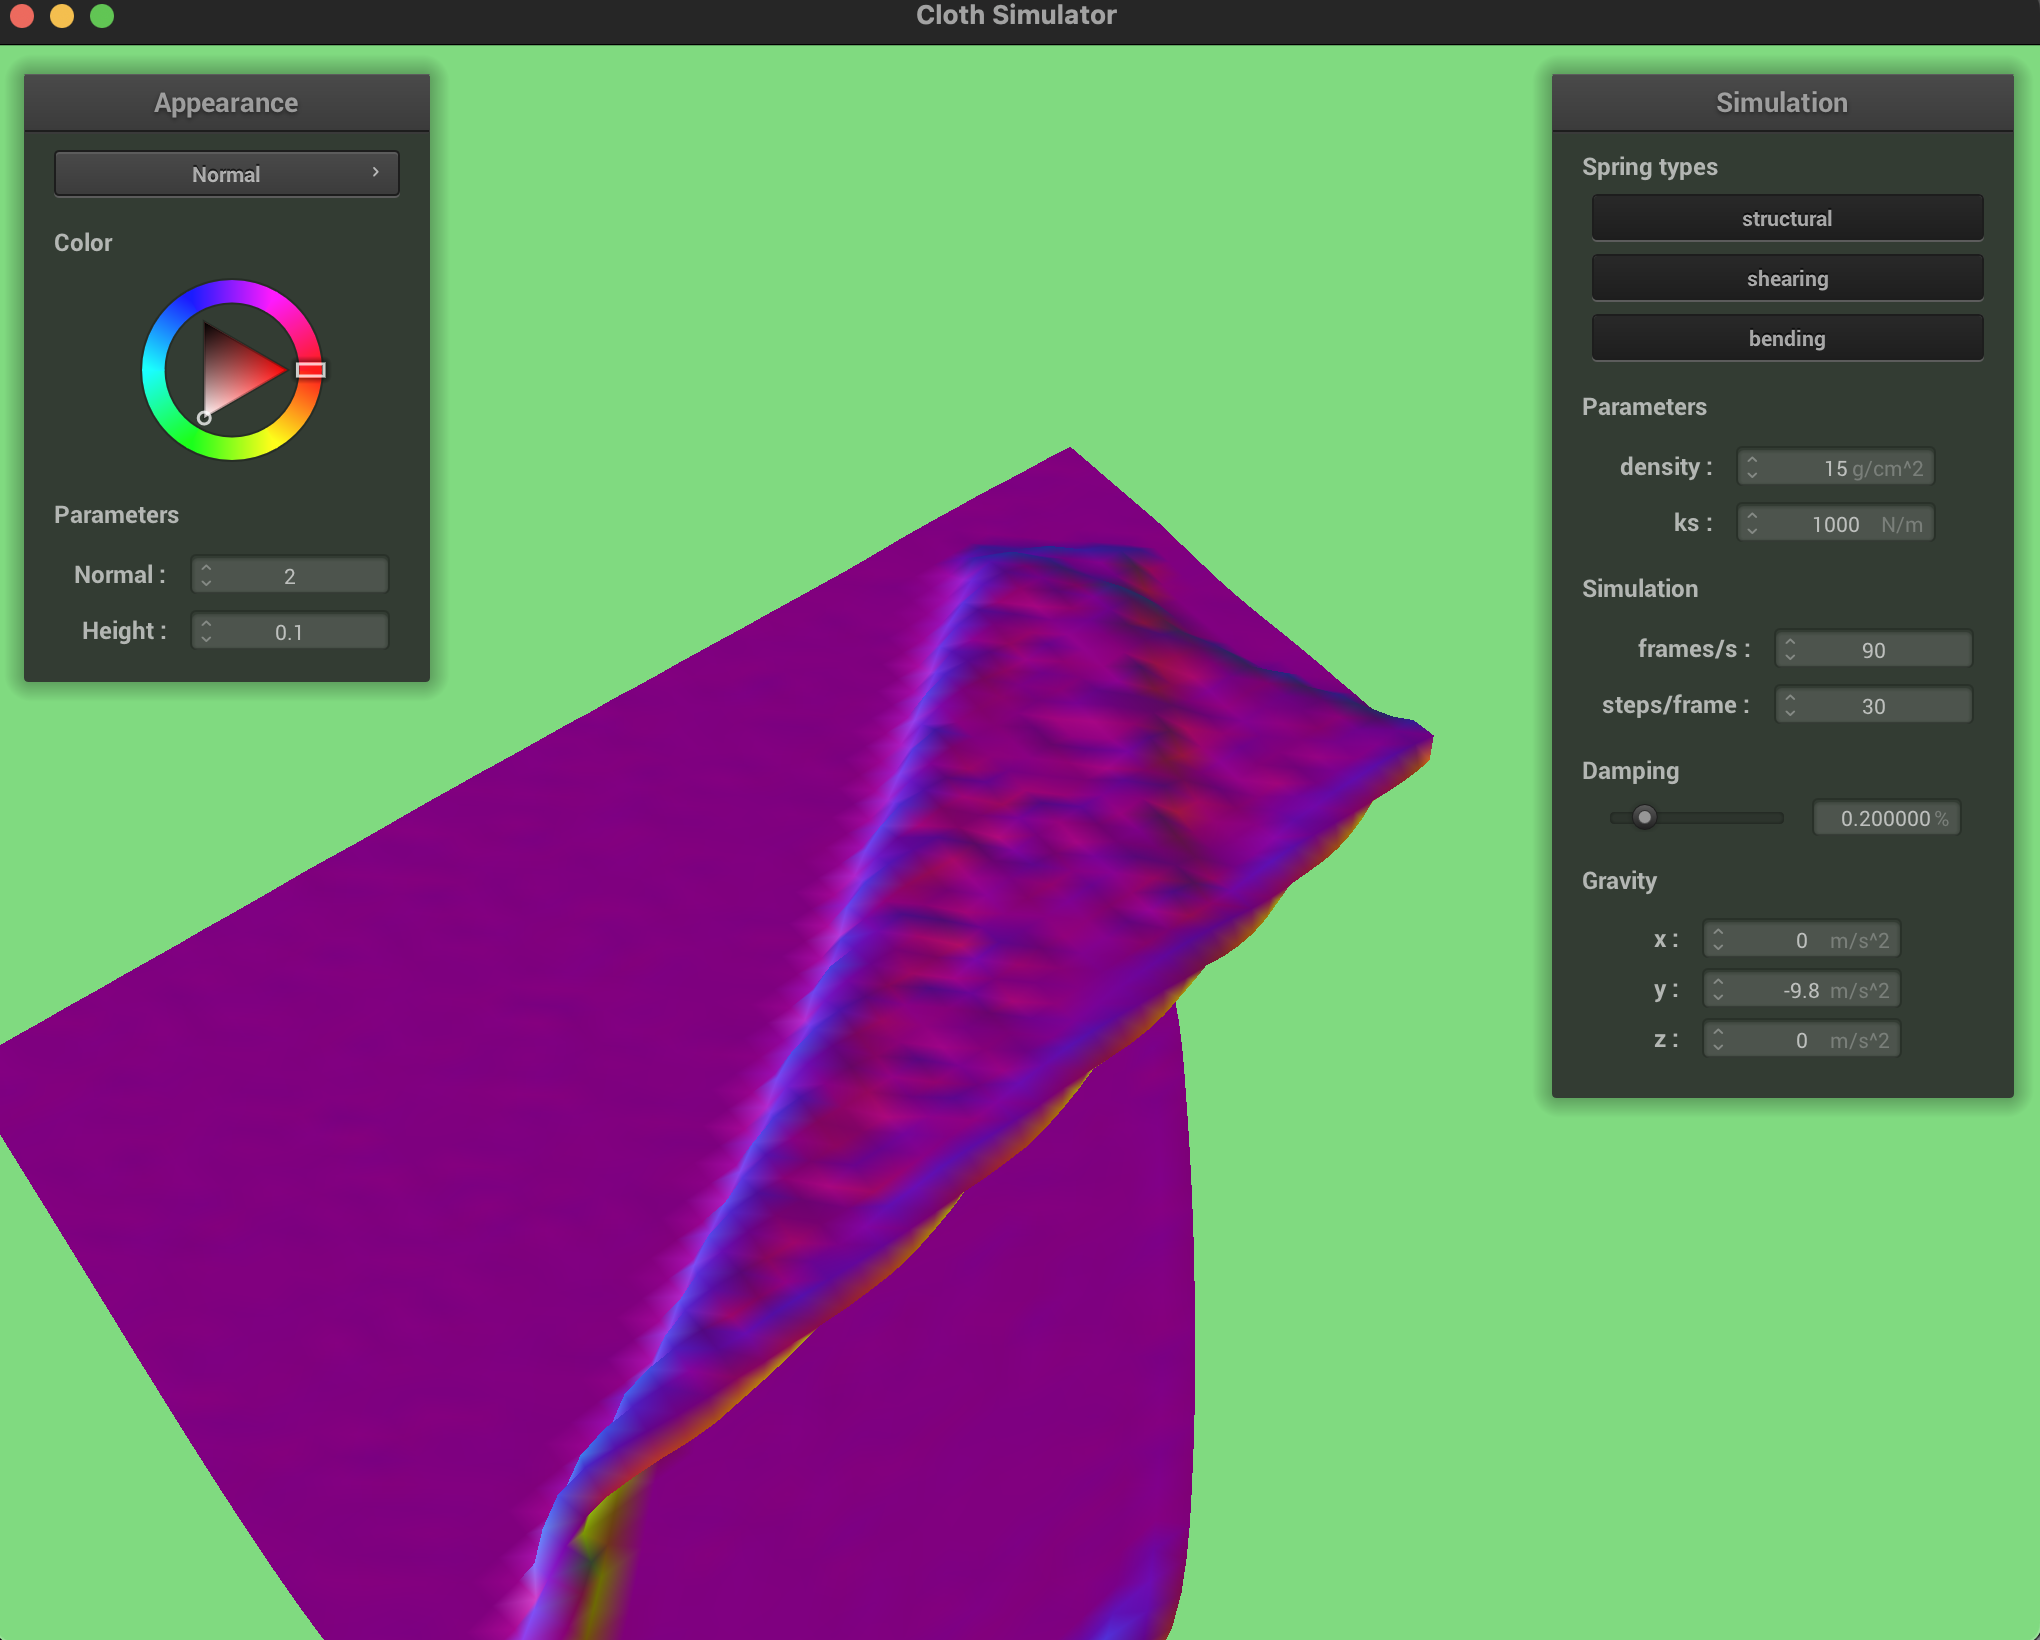 Cloth Simulator
Appearance
Normal
Color
Parameters
Normal : 2
Height : 0.1
Simulation
Spring types
structural
shearing
bending
Parameters
density : 15 g/cm^2
ks : 1000 N/m
Simulation
frames/s : 90
steps/frame : 30
Damping
0.200000 %
Gravity
x : 0 m/s^2
y : -9.8 m/s^2
z : 0 m/s^2